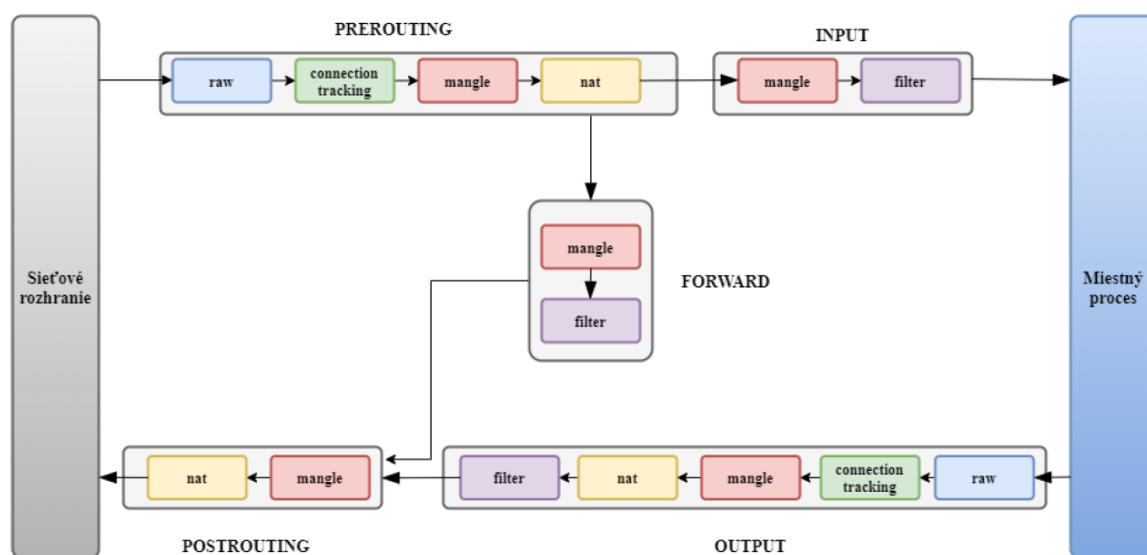 PREROUTING
INPUT
raw
connection
tracking
mangle
nat
mangle
filter
Sieťové
rozhranie
mangle
filter
FORWARD
Miestný
proces
nat
mangle
filter
nat
mangle
connection
tracking
raw
POSTROUTING
OUTPUT